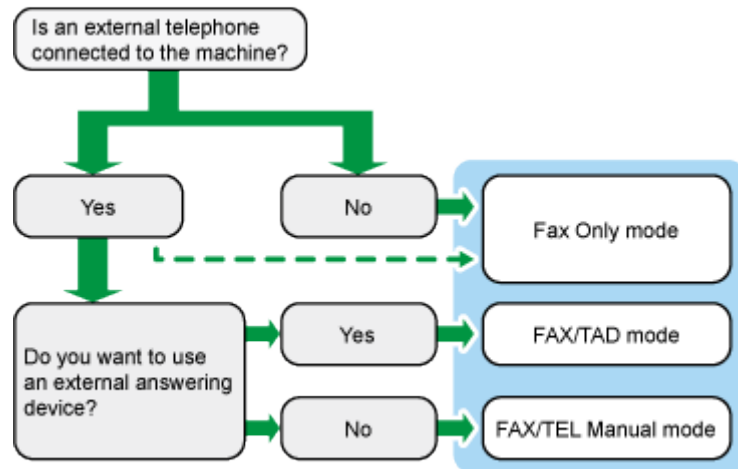 Is an external telephone
connected to the machine?
Yes
No
Fax Only mode
Do you want to use
an external answering
device?
Yes
FAX/TAD mode
No
FAX/TEL Manual mode